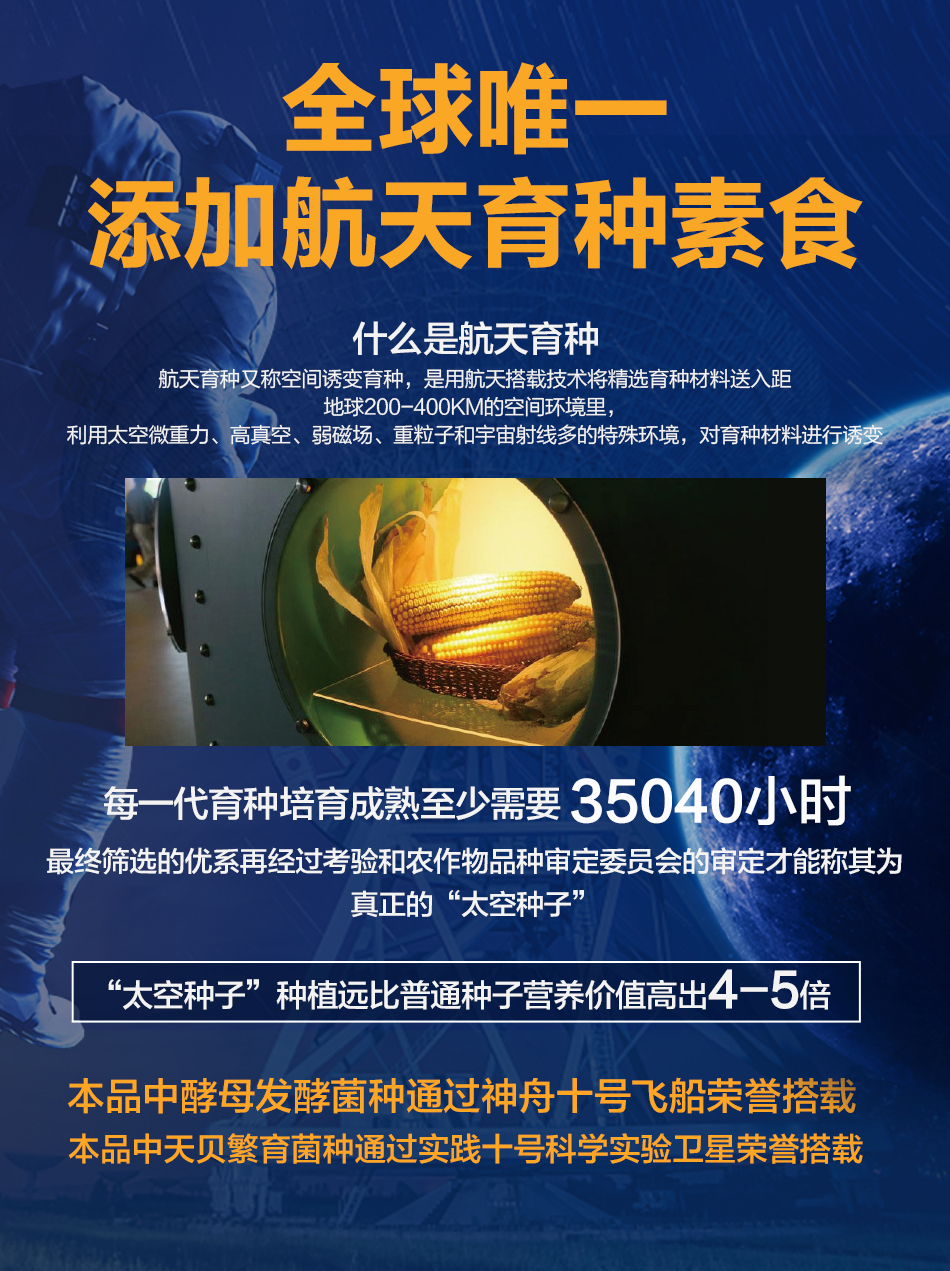 全球唯一
添加航天育种素食
什么是航天育种
航天育种又称空间诱变育种，是用航天搭载技术将精选育种材料送入距
地球200-400KM的空间环境里，
利用太空微重力、高真空、弱磁场、重粒子和宇宙射线多的特殊环境，对育种材料进行诱变
每一代育种培育成熟至少需要 35040小时
最终筛选的优系再经过考验和农作物品种审定委员会的审定才能称其为
真正的“太空种子”
“太空种子”种植远比普通种子营养价值高出4-5倍
本品中酵母发酵菌种通过神舟十号飞船荣誉搭载
本品中天贝繁育菌种通过实践十号科学实验卫星荣誉搭载